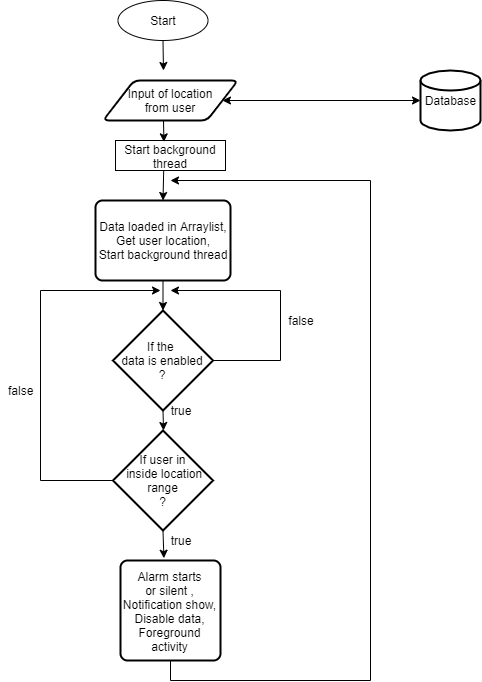 Start
Input of location
from user
Database
Start background
thread
Data loaded in Arraylist,
Get user location,
Start background thread
false
If the
data is enabled
?
false
true
If user in
inside location
range
?
true
Alarm starts
or silent ,
Notification show,
Disable data,
Foreground
activity